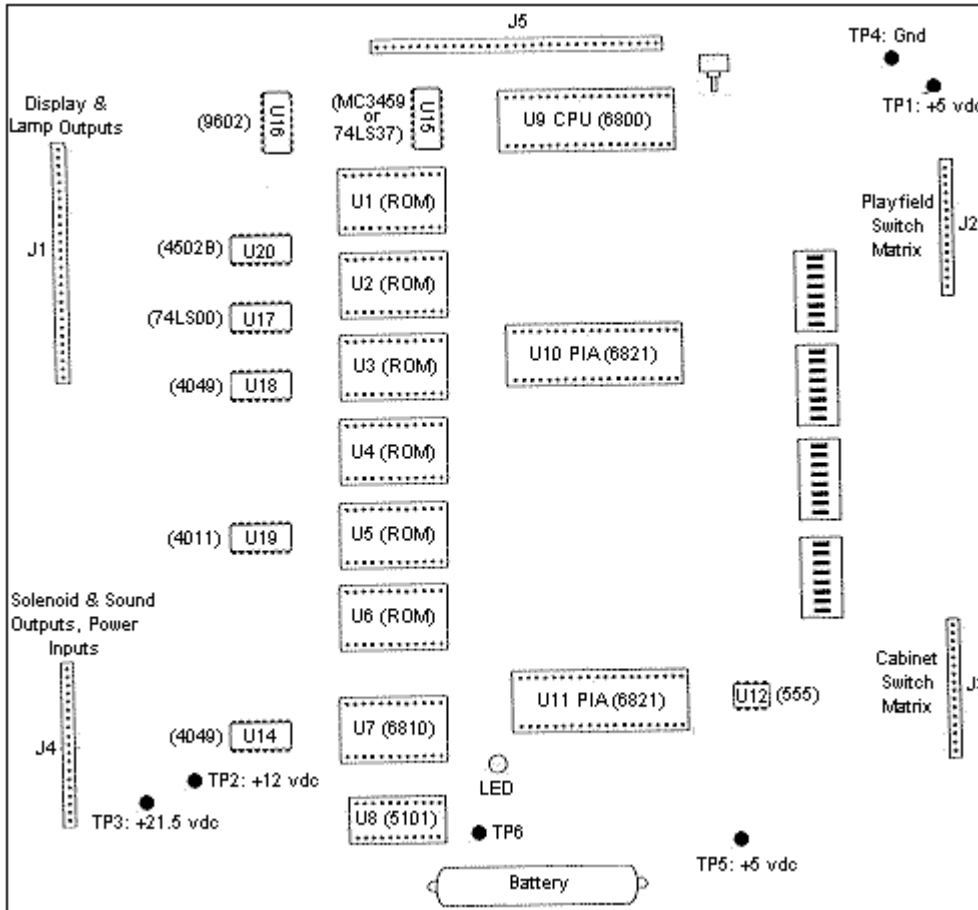 J5
TP4: Gnd
TP1: +5 vdc
Display &
Lamp Outputs
(9602)
U16
(MC3459
or
74LS37)
U15
U9 CPU (6800)
J1
U1 (ROM)
Playfield
Switch
Matrix
J2
(4502B)
U20
U2 (ROM)
(74LS00)
U17
U10 PIA (6821)
U3 (ROM)
(4049)
U18
U4 (ROM)
(4011)
U19
U5 (ROM)
Solenoid & Sound
Outputs, Power
Inputs
U6 (ROM)
Cabinet
Switch
Matrix
U11 PIA (6821)
U12
(555)
J4
(4049)
U14
U7 (6810)
TP2: +12 vdc
LED
TP3: +21.5 vdc
U8 (5101)
TP6
TP5: +5 vdc
Battery